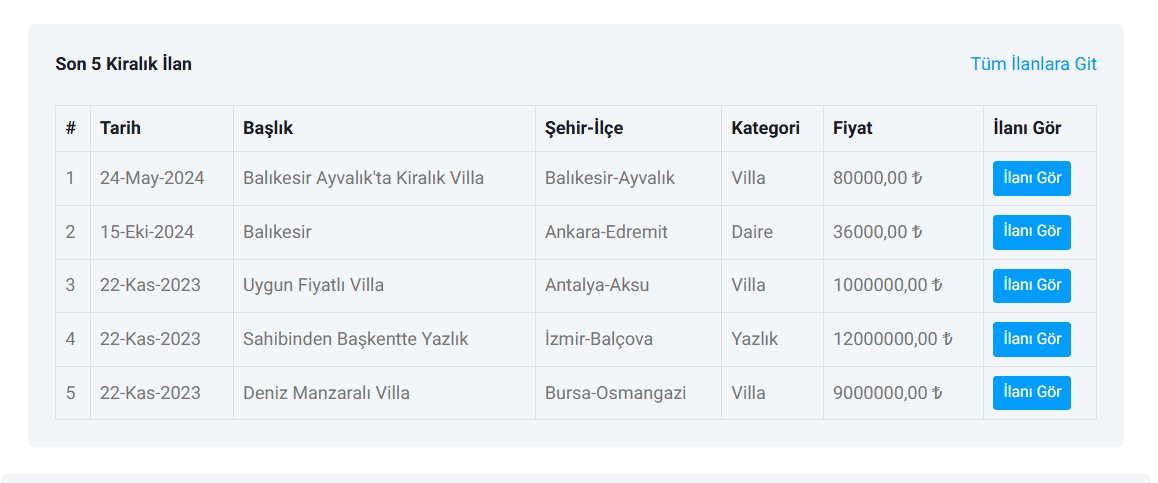 Son 5 Kiralık İlan Tüm İlanlara Git
# Tarih Başlık Şehir-İlçe Kategori Fiyat İlanı Gör
1 24-May-2024 Balıkesir Ayvalık'ta Kiralık Villa Balıkesir-Ayvalık Villa 80000,00 ₺ İlanı Gör
2 15-Eki-2024 Balıkesir Ankara-Edremit Daire 36000,00 ₺ İlanı Gör
3 22-Kas-2023 Uygun Fiyatlı Villa Antalya-Aksu Villa 1000000,00 ₺ İlanı Gör
4 22-Kas-2023 Sahibinden Başkentte Yazlık İzmir-Balçova Yazlık 12000000,00 ₺ İlanı Gör
5 22-Kas-2023 Deniz Manzaralı Villa Bursa-Osmangazi Villa 9000000,00 ₺ İlanı Gör